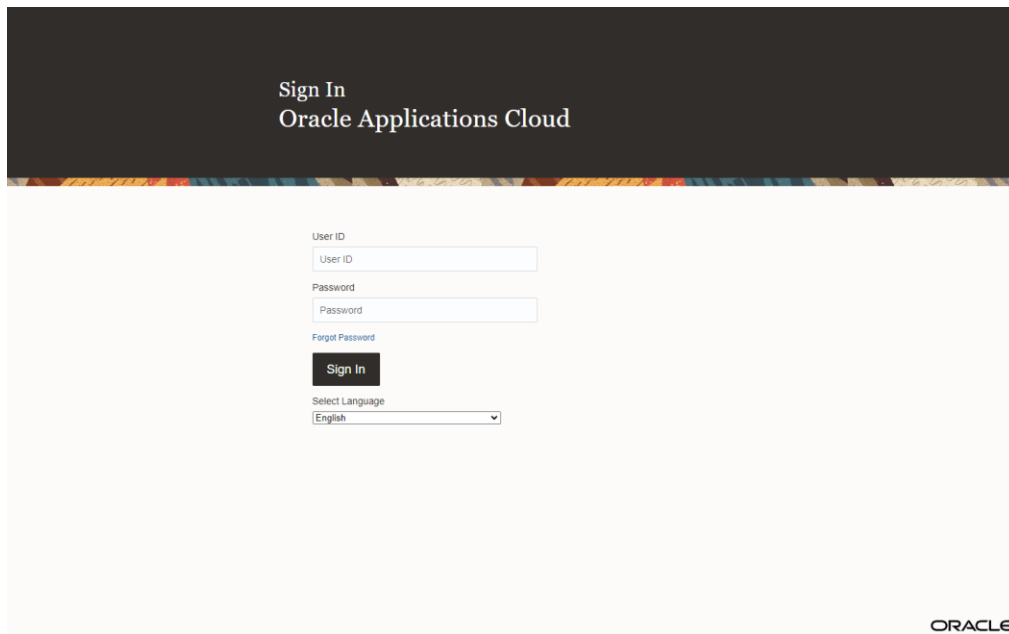 Sign In
Oracle Applications Cloud
User ID
User ID
Password
Password
Forgot Password
Sign In
Select Language
English
ORACLE